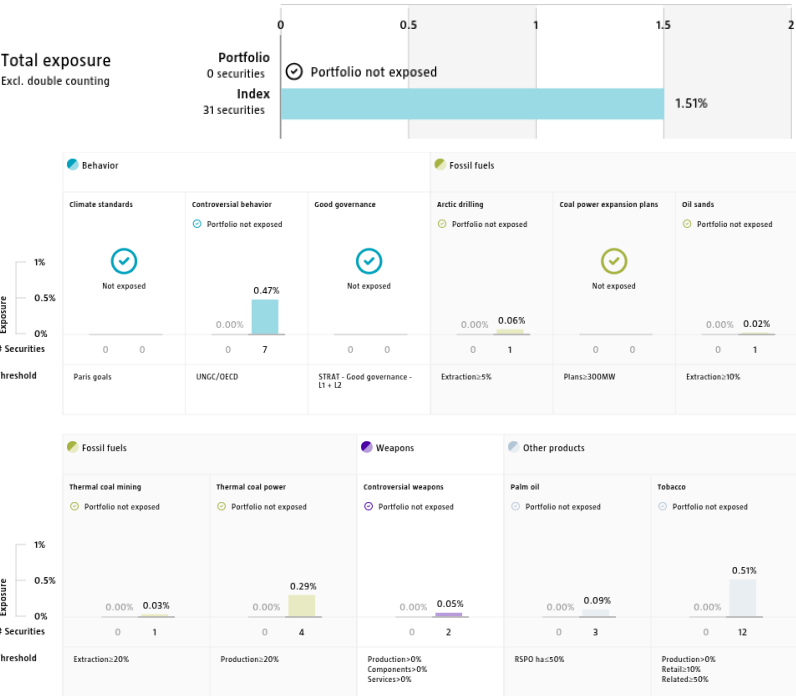 0 0.5 1 1.5 2
Total exposure
Excl. double counting
Portfolio
0 securities
Portfolio not exposed
Index
31 securities
1.51%
Behavior Fossil fuels
Climate standards Controversial behavior Good governance Arctic drilling Coal power expansion plans Oil sands
Portfolio not exposed Portfolio not exposed Portfolio not exposed
1%
Not exposed Not exposed Not exposed
0.47%
0.5%
0.00% 0.00% 0.06% 0.00% 0.02%
0%
Exposure
# Securities 0 0 0 7 0 0 0 1 0 0 0 1
hreshold Paris goals UNGC/OECD STRAT - Good governance - Extraction≥5% Plans≥300MW Extraction≥10%
L1 + L2
Fossil fuels Weapons Other products
Thermal coal mining Thermal coal power Controversial weapons Palm oil Tobacco
Portfolio not exposed Portfolio not exposed Portfolio not exposed Portfolio not exposed Portfolio not exposed
1%
0.51%
0.5%
0.29%
0.00% 0.03% 0.00% 0.00% 0.05% 0.00% 0.09% 0.00%
0%
Exposure
# Securities 0 1 0 4 0 2 0 3 0 12
hreshold Extraction≥20% Production≥20% Production>0% RSPO ha≤50% Production>0%
Components>0% Retail≥10%
Services>0% Related≥50%